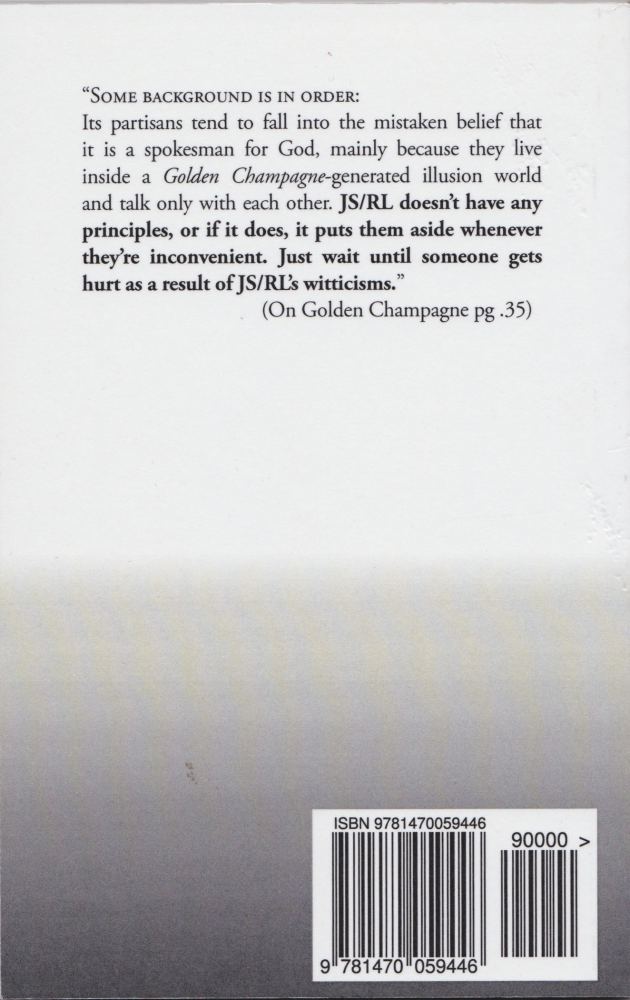 “SOME BACKGROUND IS IN ORDER:
Its partisans tend to fall into the mistaken belief that
it is a spokesman for God, mainly because they live
inside a Golden Champagne-generated illusion world
and talk only with each other. JS/RL doesn’t have any
principles, or if it does, it puts them aside whenever
they’re inconvenient. Just wait until someone gets
hurt as a result of JS/RL’s witticisms.”
(On Golden Champagne pg .35)
ISBN 9781470059446
90000 >
9 781470 059446